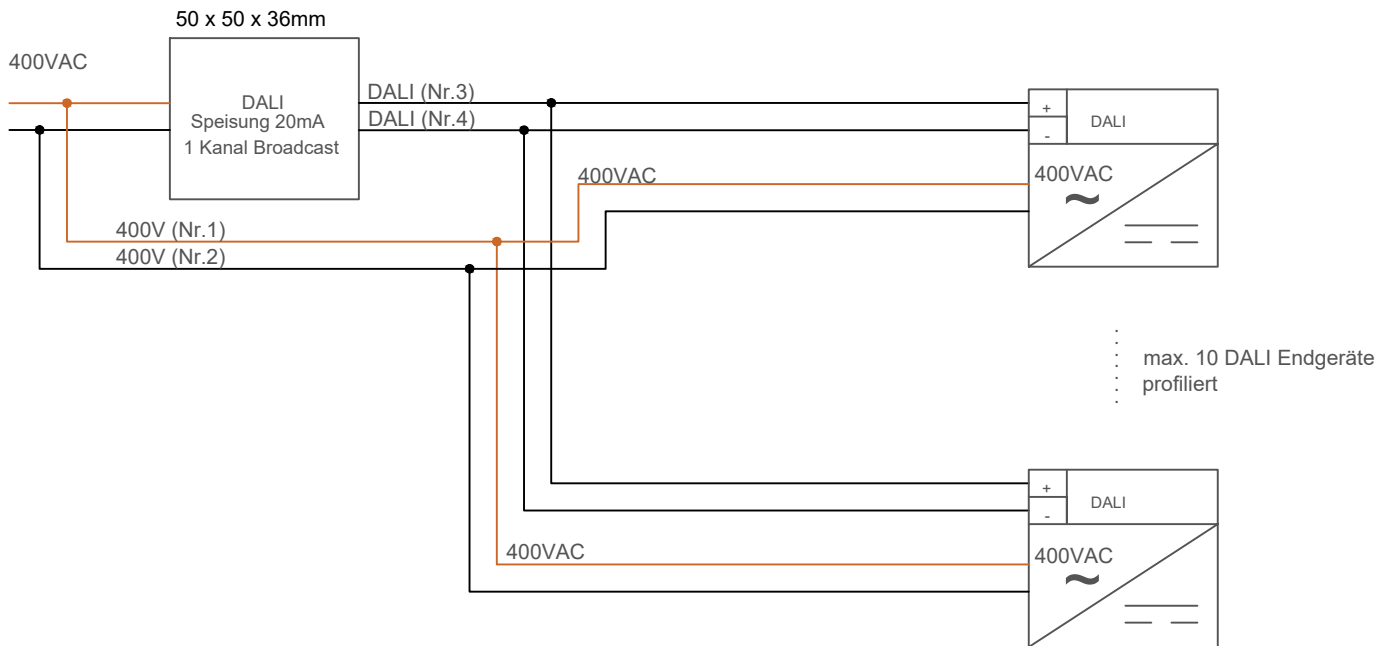 50 x 50 x 36mm
400VAC
DALI
Speisung 20mA
1 Kanal Broadcast
DALI (Nr.3)
DALI (Nr.4)
+
-
DALI
400VAC
400VAC
~
400V (Nr.1)
400V (Nr.2)
max. 10 DALI Endgeräte
profiliert
+
-
DALI
400VAC
400VAC
~